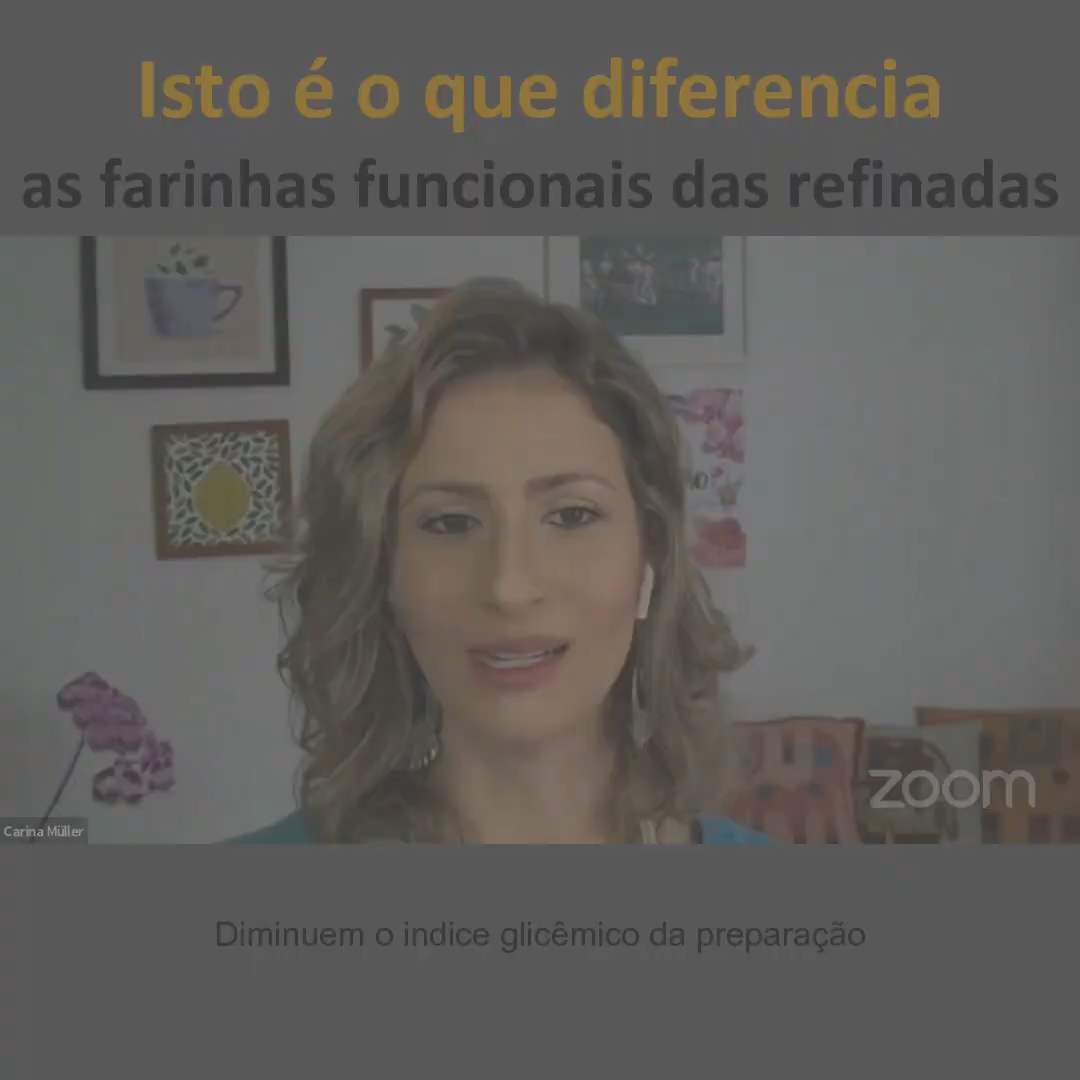 Isto é o que diferencia
as farinhas funcionais das refinadas
zoom
Carina Müller
Diminuem o indice glicêmico da preparação